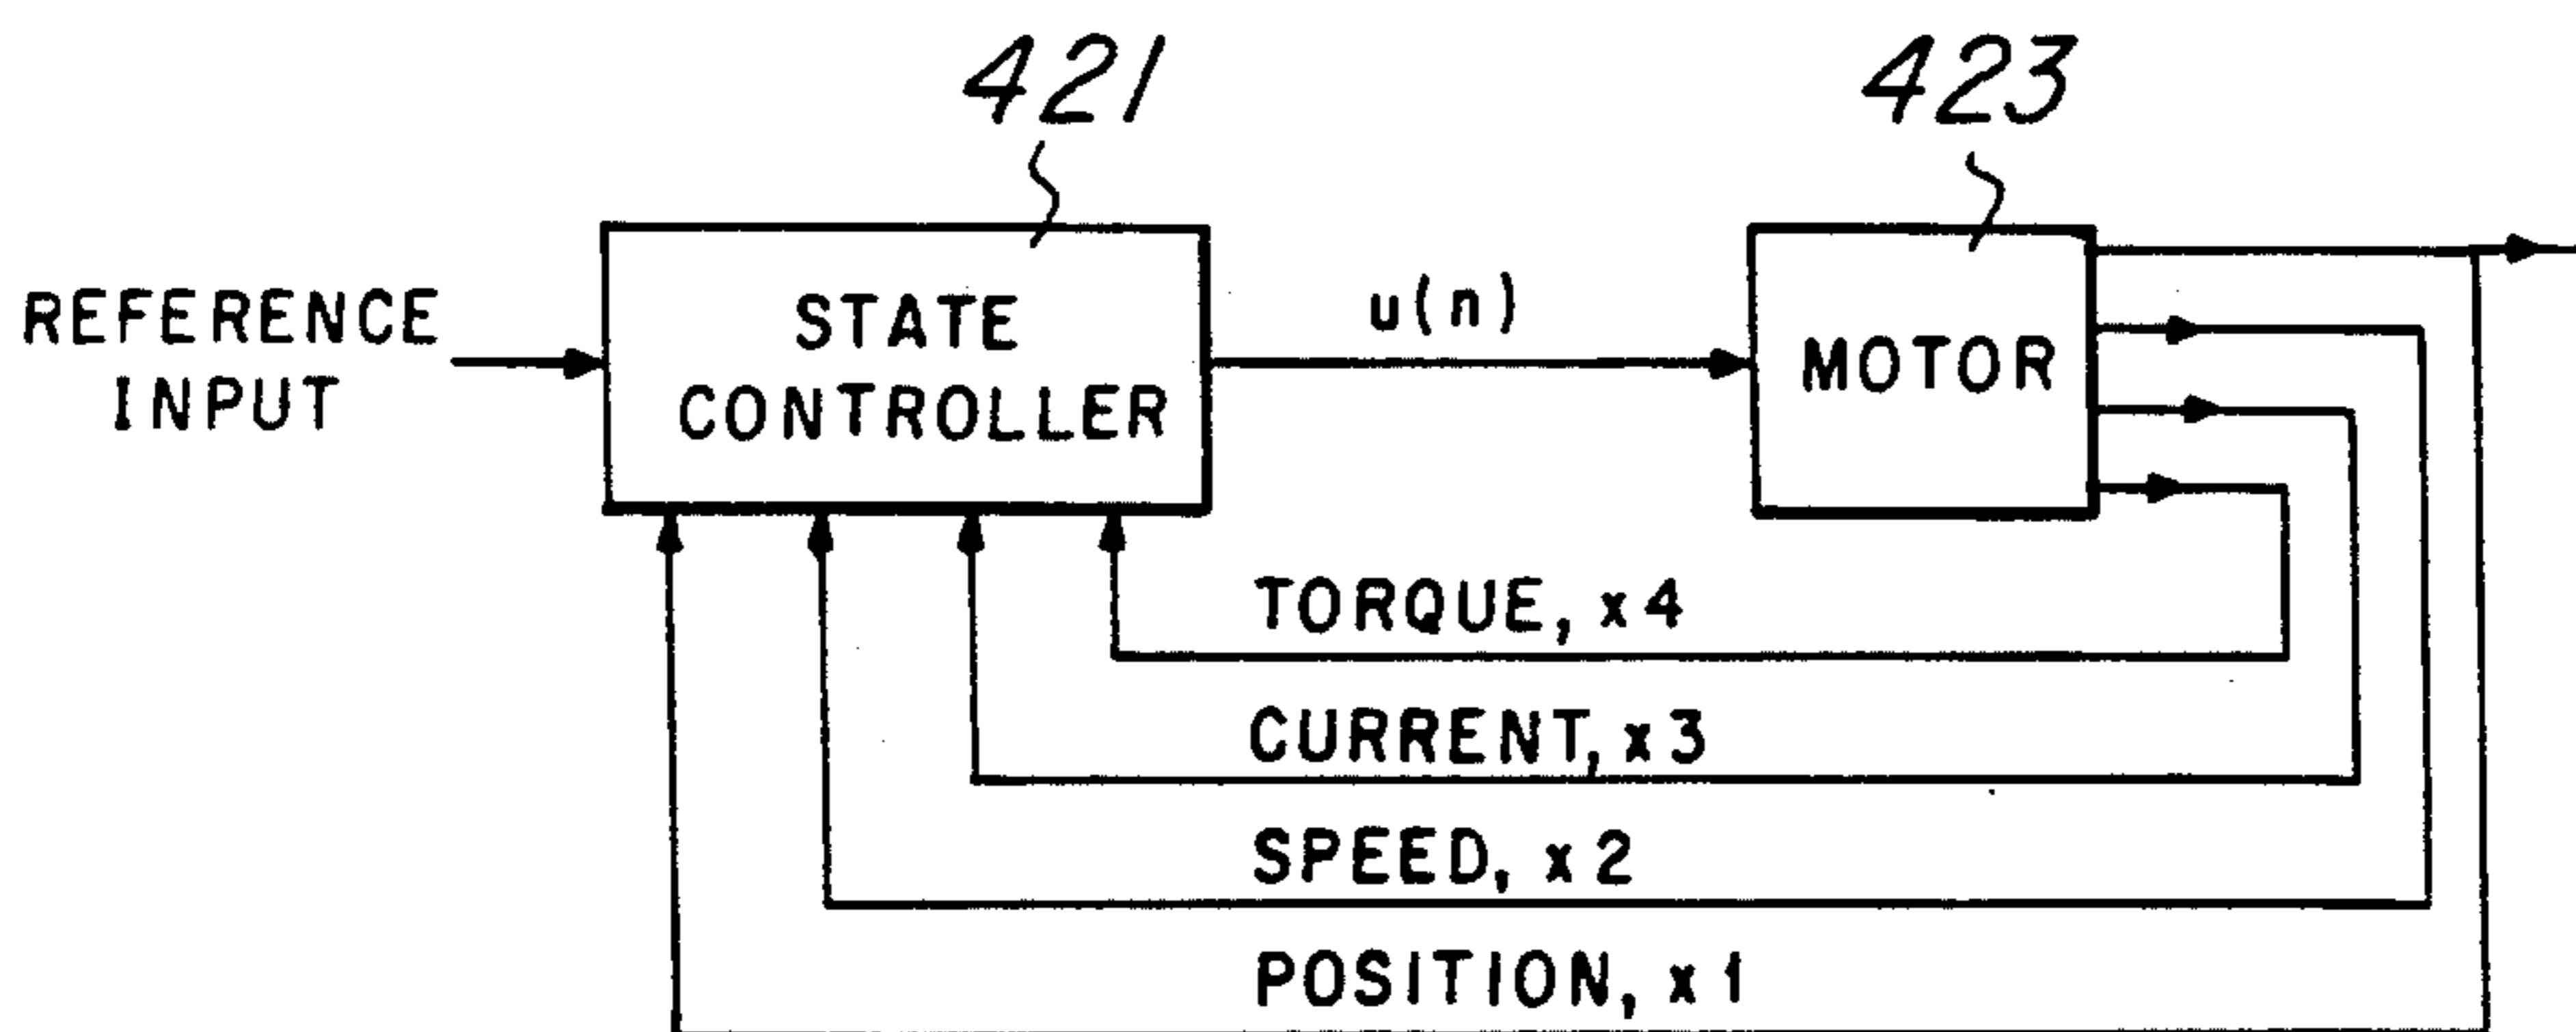 421
423
REFERENCE
INPUT
STATE
CONTROLLER
u(n)
MOTOR
TORQUE, x4
CURRENT, x3
SPEED, x2
POSITION, x1